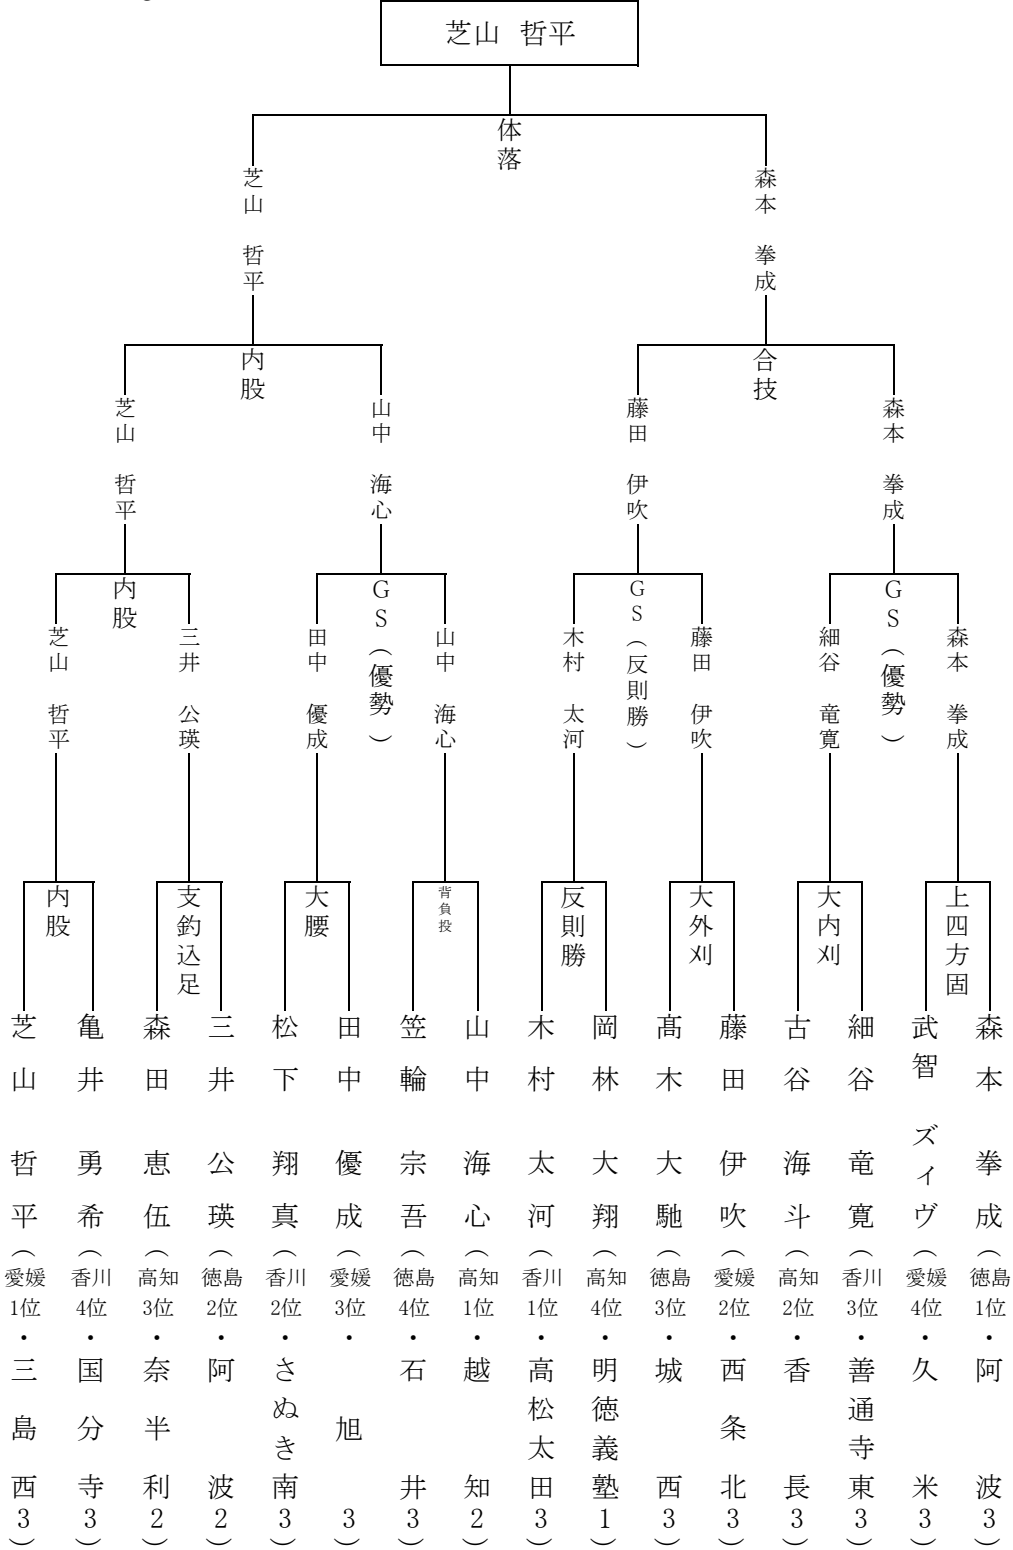 芝山 哲平
体落
芝山 哲平
森本 拳成
内股
合技
芝山 哲平
山中 海心
藤田 伊吹
森本 拳成
内股
GS(優勢)
GS(反則勝)
GS(優勢)
芝山 哲平
三井 公瑛
田中 優成
山中 海心
木村 太河
藤田 伊吹
細谷 竜寛
森本 拳成
内股
支釣込足
大腰
背負投
反則勝
大外刈
大内刈
上四方固
芝山 哲平(愛媛1位・三島西3)
亀井 勇希(香川4位・国分寺3)
森田 恵伍(高知3位・奈半利2)
三井 公瑛(徳島2位・阿波2)
松下 翔真(香川2位・さぬき南3)
田中 優成(愛媛3位・旭3)
笠輪 宗吾(徳島4位・石井3)
山中 海心(高知1位・越知2)
木村 太河(香川1位・高松太田3)
岡林 大翔(高知4位・明徳義塾1)
髙木 大馳(徳島3位・城西3)
藤田 伊吹(愛媛2位・西条北3)
古谷 海斗(高知2位・香長3)
細谷 竜寛(香川3位・善通寺東3)
武智 ズイヴ(愛媛4位・久米3)
森本 拳成(徳島1位・阿波3)